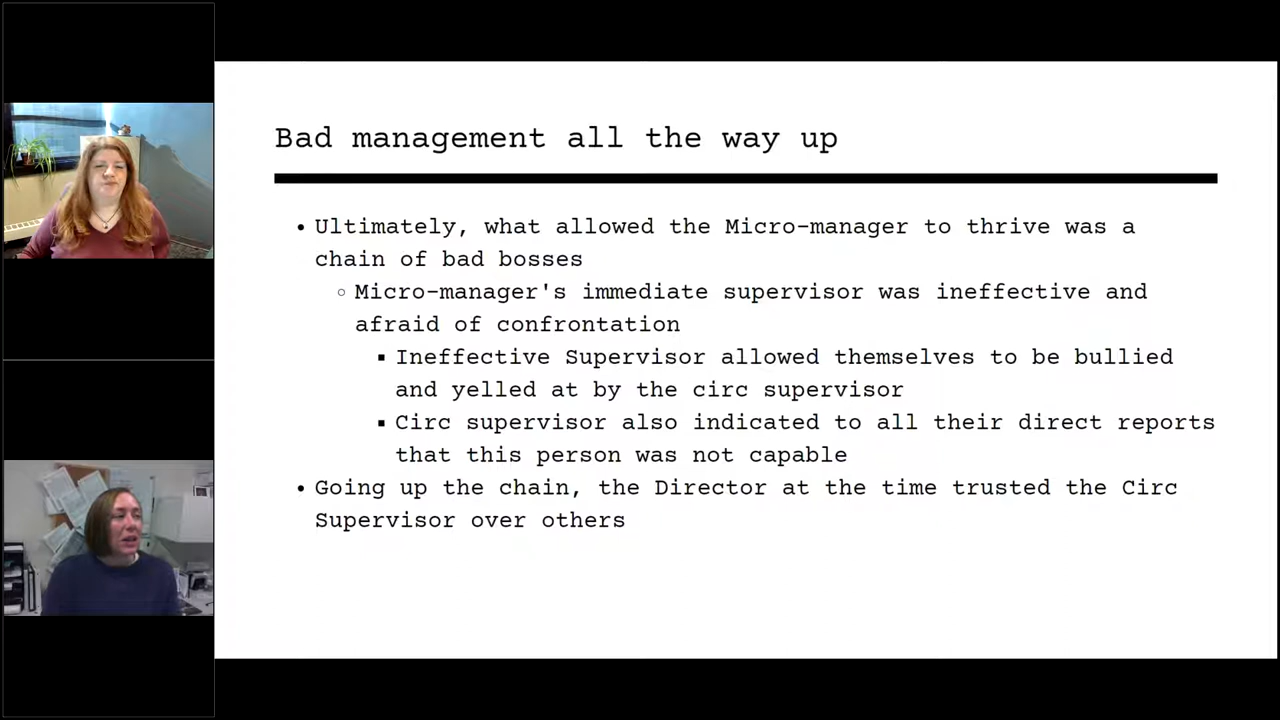 Bad management all the way up
• Ultimately, what allowed the Micro-manager to thrive was a
chain of bad bosses
○ Micro-manager's immediate supervisor was ineffective and
afraid of confrontation
▪ Ineffective Supervisor allowed themselves to be bullied
and yelled at by the circ supervisor
▪ Circ supervisor also indicated to all their direct reports
that this person was not capable
• Going up the chain, the Director at the time trusted the Circ
Supervisor over others